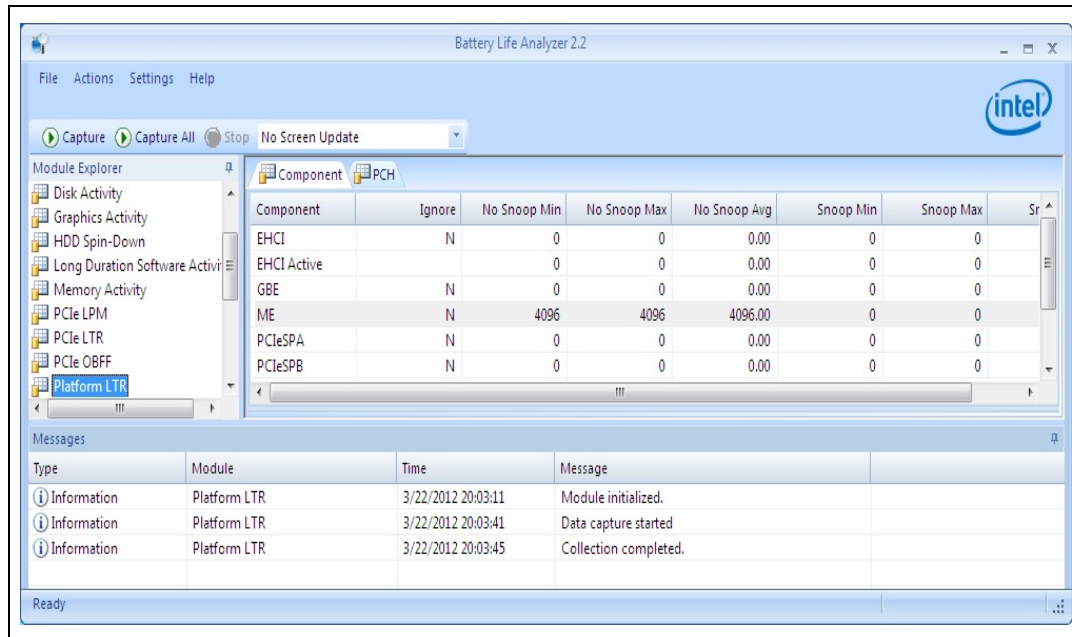 Battery Life Analyzer 2.2
File Actions Settings Help
intel
Capture Capture All Stop No Screen Update
Module Explorer
Disk Activity
Graphics Activity
HDD Spin-Down
Long Duration Software Activi
Memory Activity
PCIe LPM
PCIe LTR
PCIe OBFF
Platform LTR
Component PCH
Component Ignore No Snoop Min No Snoop Max No Snoop Avg Snoop Min Snoop Max Sr
EHCI N 0 0 0.00 0 0
EHCI Active 0 0 0.00 0 0
GBE N 0 0 0.00 0 0
ME N 4096 4096 4096.00 0 0
PCIeSPA N 0 0 0.00 0 0
PCIeSPB N 0 0 0.00 0 0
Messages
Type Module Time Message
Information Platform LTR 3/22/2012 20:03:11 Module initialized.
Information Platform LTR 3/22/2012 20:03:41 Data capture started
Information Platform LTR 3/22/2012 20:03:45 Collection completed.
Ready